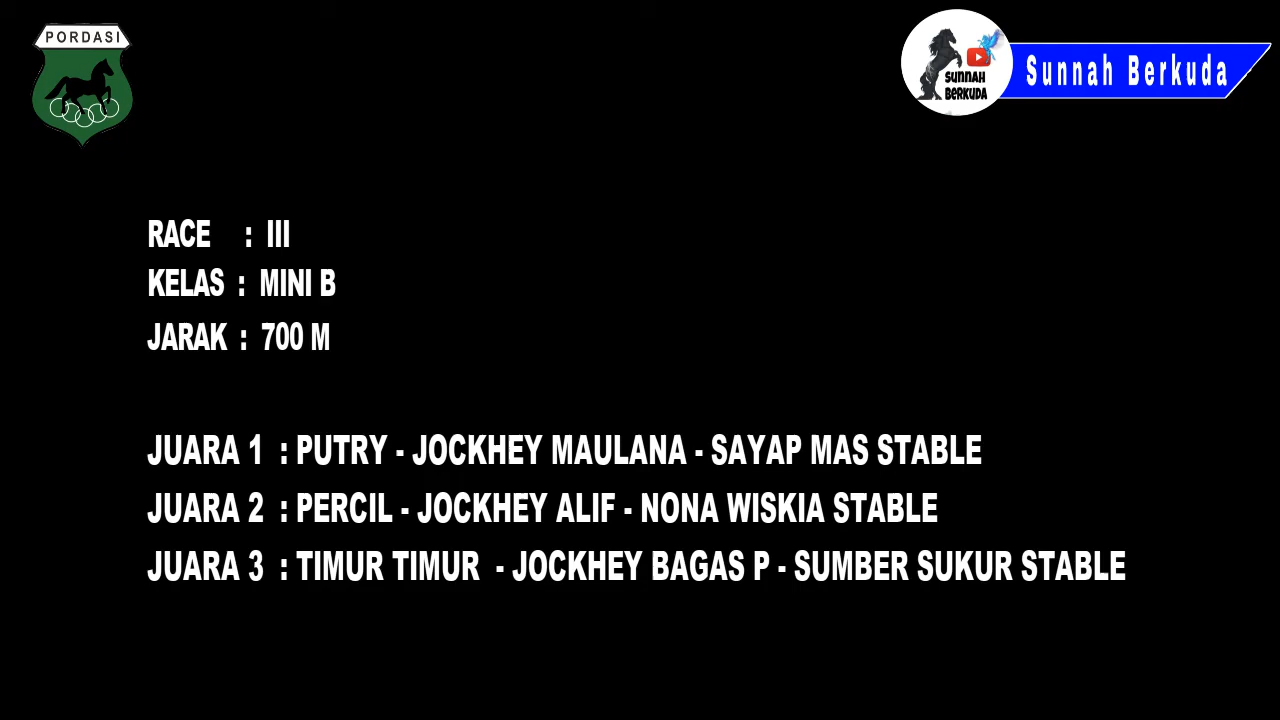 PORDASI
SUNNAH
BERKUDA
Sunnah Berkuda
RACE : III
KELAS : MINI B
JARAK : 700 M
JUARA 1 : PUTRY - JOCKHEY MAULANA - SAYAP MAS STABLE
JUARA 2 : PERCIL - JOCKHEY ALIF - NONA WISKIA STABLE
JUARA 3 : TIMUR TIMUR - JOCKHEY BAGAS P - SUMBER SUKUR STABLE